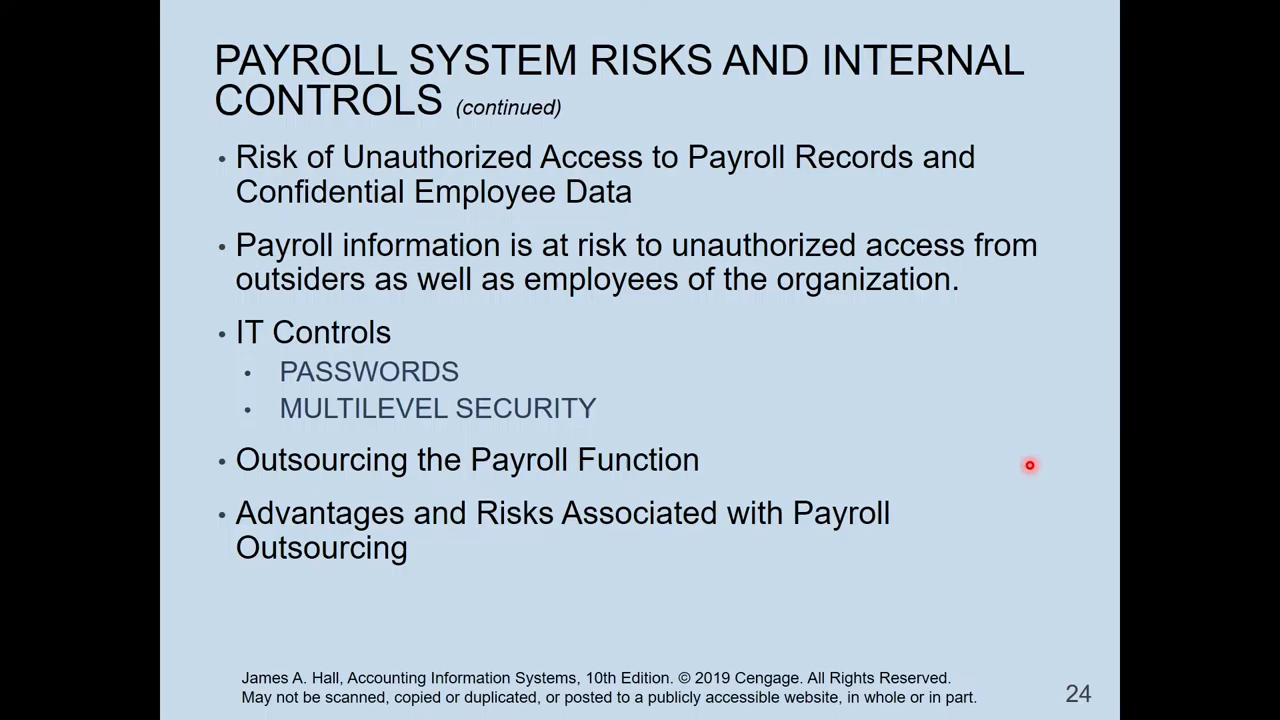 PAYROLL SYSTEM RISKS AND INTERNAL
CONTROLS (continued)
• Risk of Unauthorized Access to Payroll Records and
Confidential Employee Data
• Payroll information is at risk to unauthorized access from
outsiders as well as employees of the organization.
• IT Controls
• PASSWORDS
• MULTILEVEL SECURITY
• Outsourcing the Payroll Function
• Advantages and Risks Associated with Payroll
Outsourcing
James A. Hall, Accounting Information Systems, 10th Edition. © 2019 Cengage. All Rights Reserved.
May not be scanned, copied or duplicated, or posted to a publicly accessible website, in whole or in part.
24